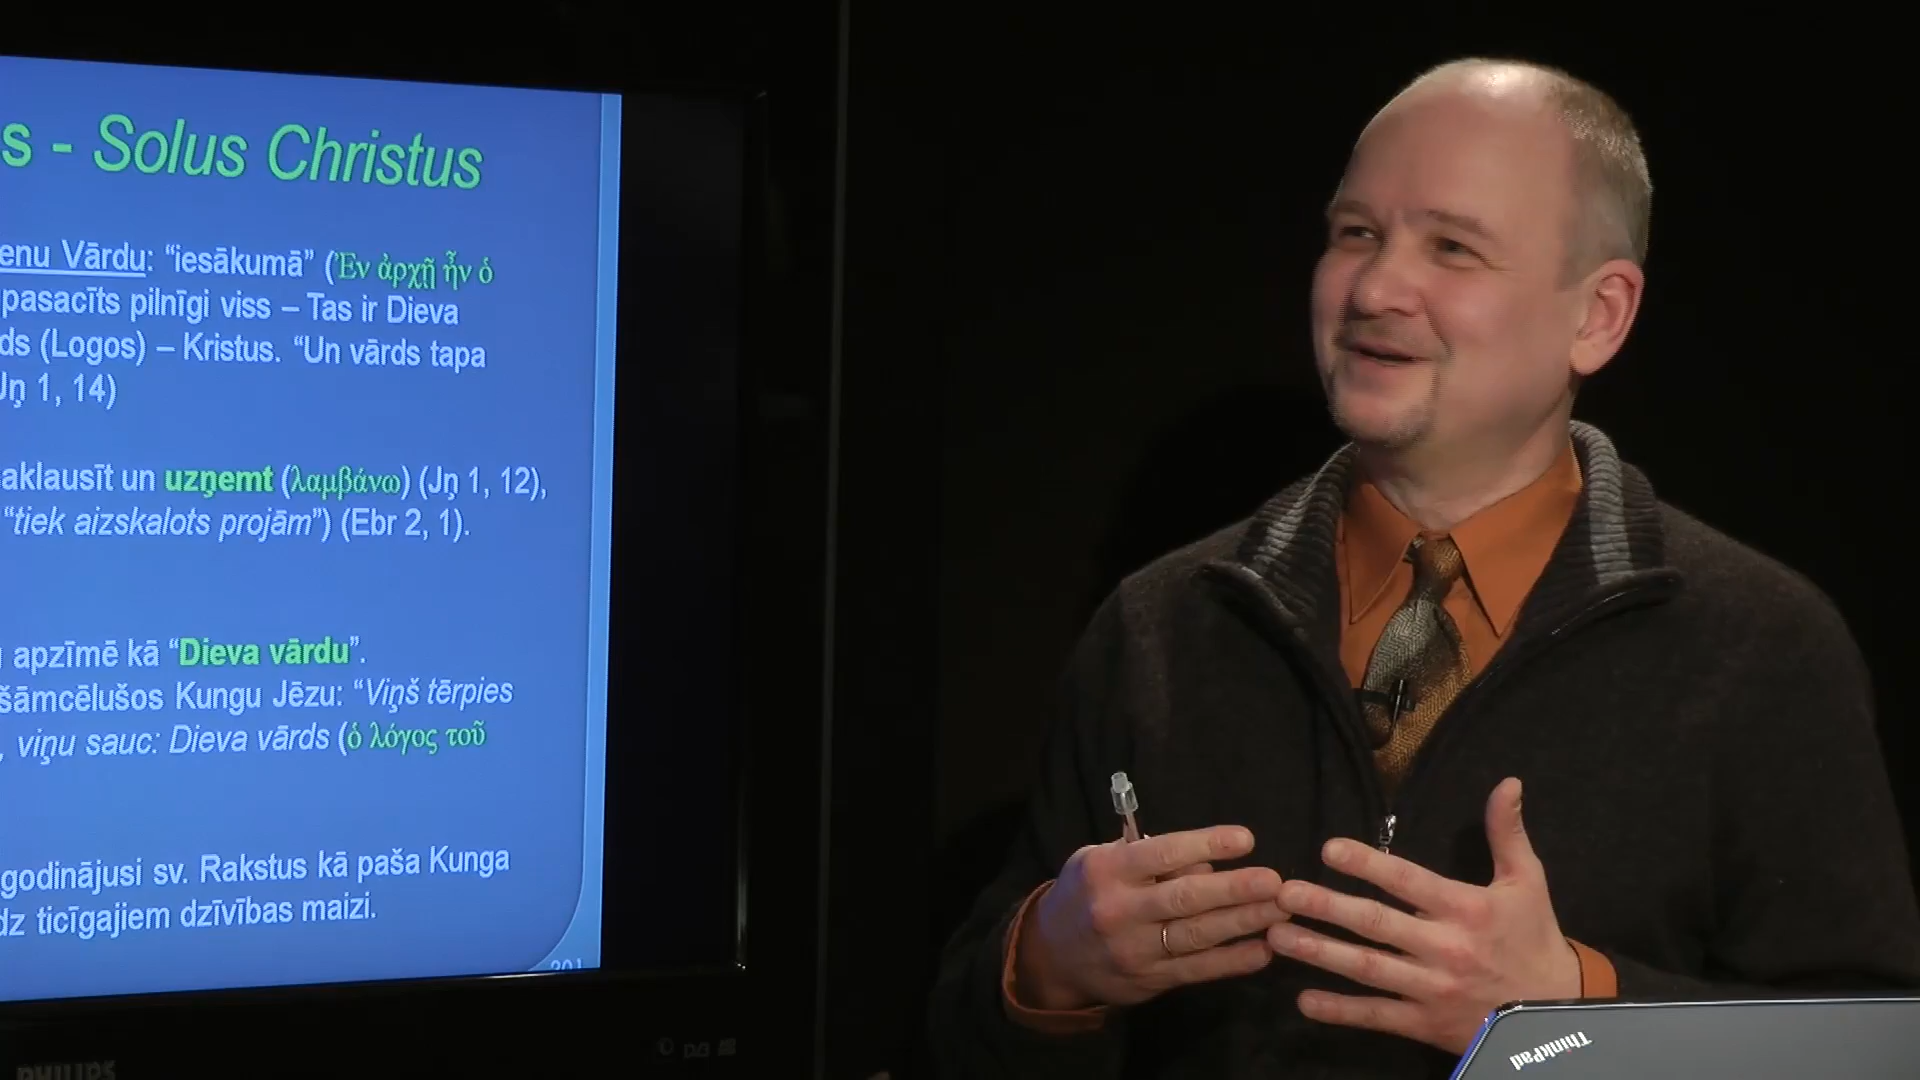 s - Solus Christus
enu Vārdu: “iesākumā” (Ἐν ἀρχῇ ἦν ὁ
pasacīts pilnīgi viss – Tas ir Dieva
ds (Logos) – Kristus. “Un vārds tapa
Jņ 1, 14)
aklausīt un uzņemt (λαμβάνω) (Jņ 1, 12),
“tiek aizskalots projām”) (Ebr 2, 1).
apzīmē kā “Dieva vārdu”.
šāmcēlušos Kungu Jēzu: “Viņš tērpies
, viņu sauc: Dieva vārds (ὁ λόγος τοῦ
godinājusi sv. Rakstus kā paša Kunga
dz ticīgajiem dzīvības maizi.
PHILIPS
ThinkPad